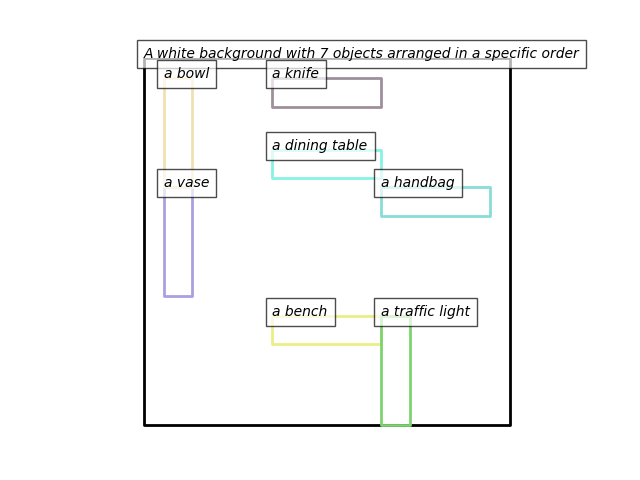 A white background with 7 objects arranged in a specific order
a bowl
a knife
a dining table
a vase
a handbag
a bench
a traffic light